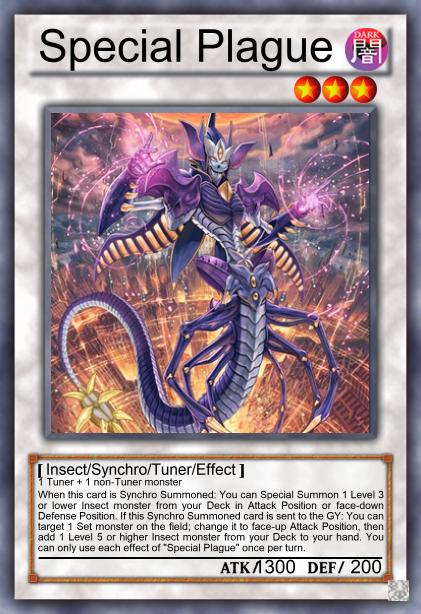 Special Plague
DARK
闇
[ Insect/Synchro/Tuner/Effect ]
1 Tuner + 1 non-Tuner monster
When this card is Synchro Summoned: You can Special Summon 1 Level 3
or lower Insect monster from your Deck in Attack Position or face-down
Defense Position. If this Synchro Summoned card is sent to the GY: You can
target 1 Set monster on the field; change it to face-up Attack Position, then
add 1 Level 5 or higher Insect monster from your Deck to your hand. You
can only use each effect of "Special Plague" once per turn.
ATK/1300 DEF/ 200